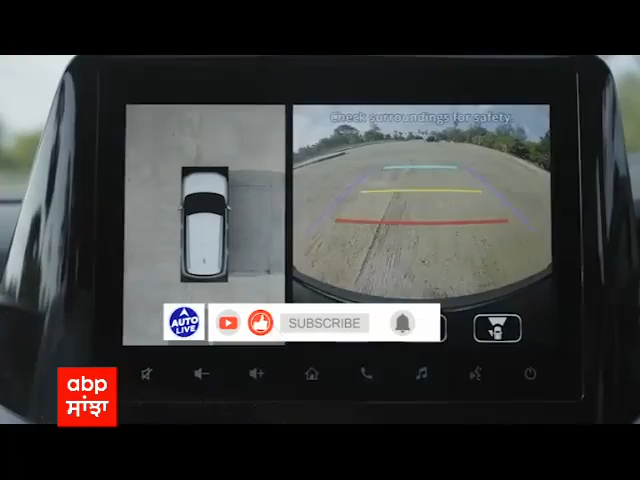 Check surroundings for safety.
AUTO
LIVE
SUBSCRIBE
abp
ਸਾਂਝਾ